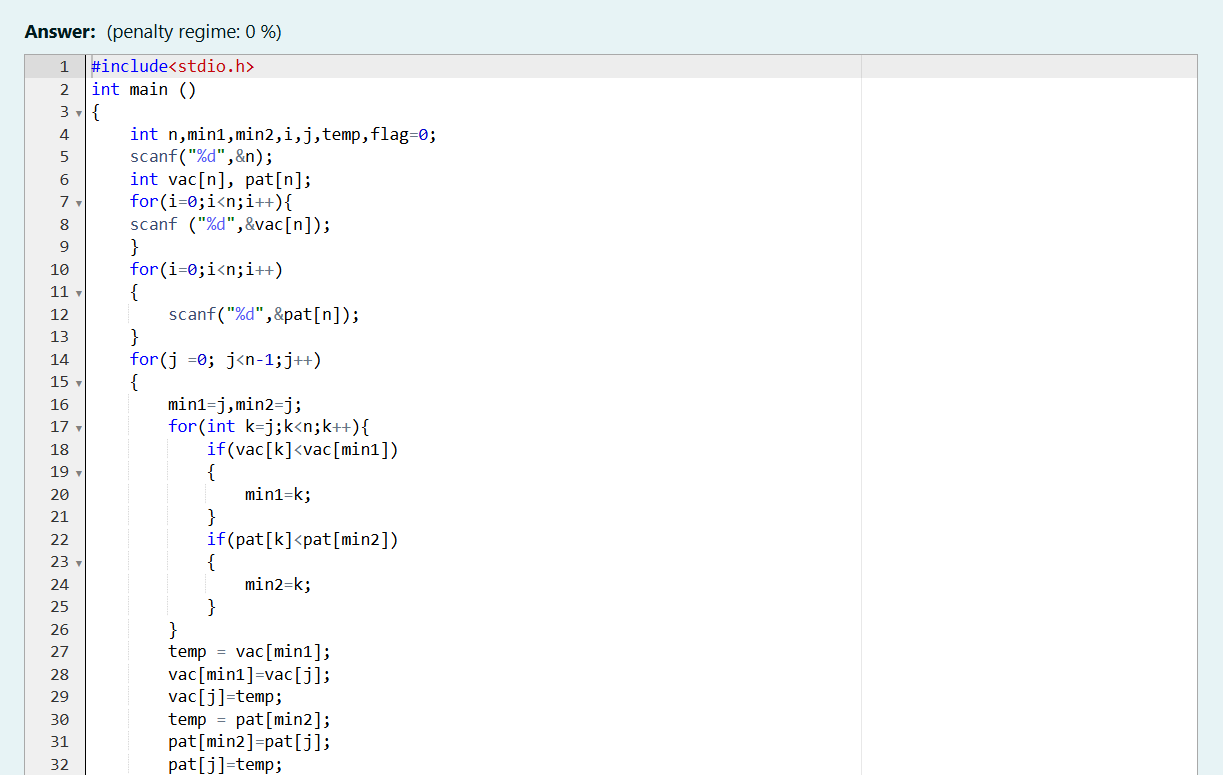 Answer: (penalty regime: 0 %)
1 #include<stdio.h>
2 int main ()
3 {
4     int n,min1,min2,i,j,temp,flag=0;
5     scanf("%d",&n);
6     int vac[n], pat[n];
7     for(i=0;i<n;i++){
8     scanf ("%d",&vac[n]);
9     }
10     for(i=0;i<n;i++)
11     {
12         scanf("%d",&pat[n]);
13     }
14     for(j =0; j<n-1;j++)
15     {
16         min1=j,min2=j;
17         for(int k=j;k<n;k++){
18             if(vac[k]<vac[min1])
19             {
20                 min1=k;
21             }
22             if(pat[k]<pat[min2])
23             {
24                 min2=k;
25             }
26         }
27         temp = vac[min1];
28         vac[min1]=vac[j];
29         vac[j]=temp;
30         temp = pat[min2];
31         pat[min2]=pat[j];
32         pat[j]=temp;